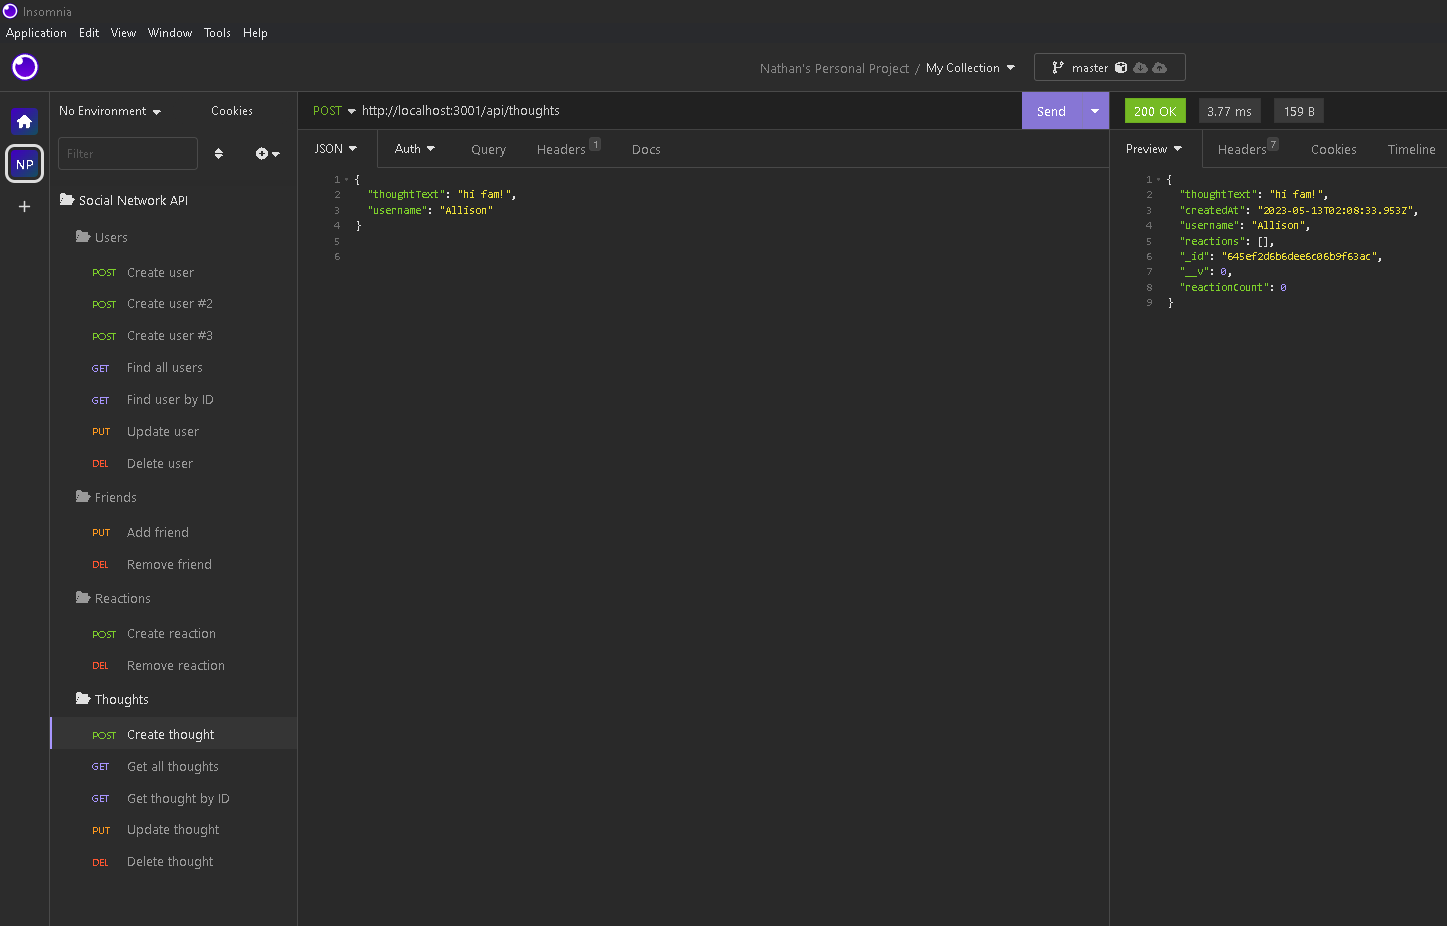 Insomnia
Application Edit View Window Tools Help
Nathan's Personal Project / My Collection master
No Environment Cookies
POST http://localhost:3001/api/thoughts Send
200 OK 3.77 ms 159 B
Filter
NP
JSON Auth Query Headers 1 Docs
Preview Headers 7 Cookies Timeline
Social Network API
Users
POST Create user
POST Create user #2
POST Create user #3
GET Find all users
GET Find user by ID
PUT Update user
DEL Delete user
Friends
PUT Add friend
DEL Remove friend
Reactions
POST Create reaction
DEL Remove reaction
Thoughts
POST Create thought
GET Get all thoughts
GET Get thought by ID
PUT Update thought
DEL Delete thought
1 {
2 "thoughtText": "hi fam!",
3 "username": "Allison"
4 }
5
6
1 {
2 "thoughtText": "hi fam!",
3 "createdAt": "2023-05-13T02:08:33.953Z",
4 "username": "Allison",
5 "reactions": [],
6 "_id": "645ef2d6b6dee6c06b9f63ac",
7 "__v": 0,
8 "reactionCount": 0
9 }